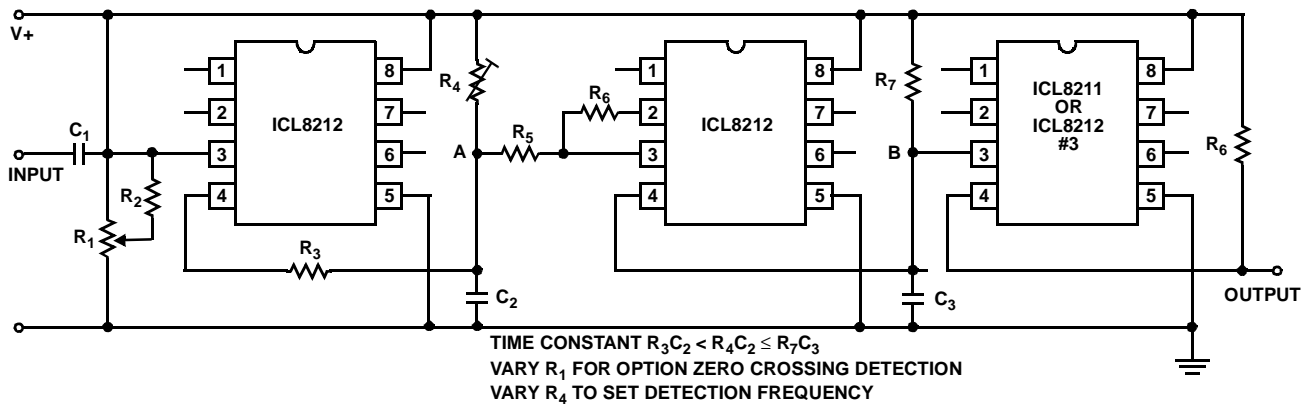 V+
C1
INPUT
R2
R1
1
2
3
4
ICL8212
8
7
6
5
R3
R4
A
R5
R6
C2
1
2
3
4
ICL8212
8
7
6
5
R7
B
C3
1
2
3
4
ICL8211
OR
ICL8212
#3
8
7
6
5
R6
OUTPUT
TIME CONSTANT R3C2 < R4C2 ≤ R7C3
VARY R1 FOR OPTION ZERO CROSSING DETECTION
VARY R4 TO SET DETECTION FREQUENCY